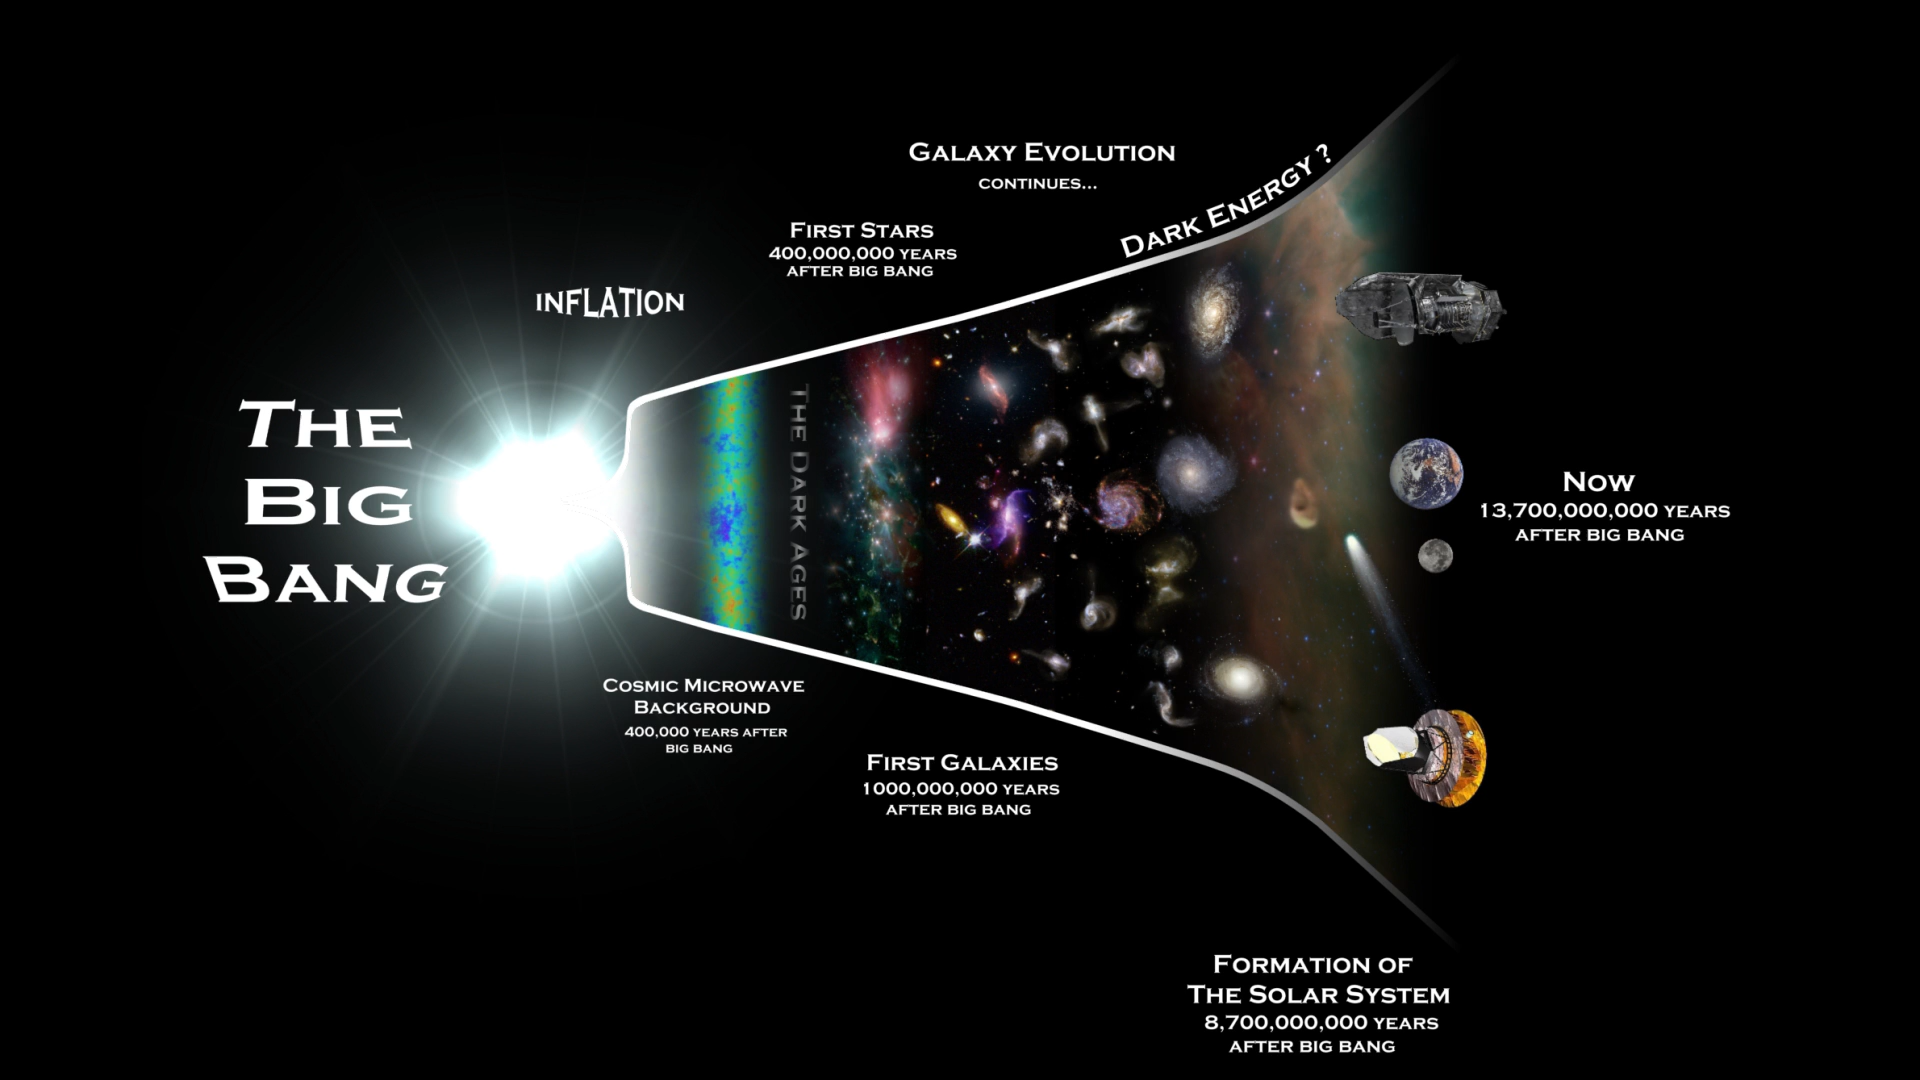 The Big Bang
Inflation
First Stars
400,000,000 years
after Big Bang
Galaxy Evolution
continues...
Dark Energy ?
The Dark Ages
Cosmic Microwave
Background
400,000 years after
Big Bang
First Galaxies
1000,000,000 years
after Big Bang
Now
13,700,000,000 years
after Big Bang
Formation of
The Solar System
8,700,000,000 years
after Big Bang